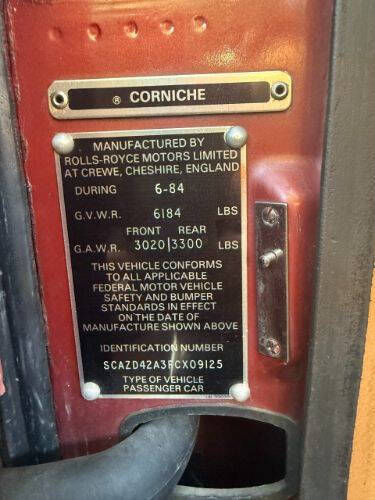 ® CORNICHE
MANUFACTURED BY
ROLLS-ROYCE MOTORS LIMITED
AT CREWE, CHESHIRE, ENGLAND
DURING 6-84
G.V.W.R. 6184 LBS
FRONT REAR
G.A.W.R. 3020|3300 LBS
THIS VEHICLE CONFORMS
TO ALL APPLICABLE
FEDERAL MOTOR VEHICLE
SAFETY AND BUMPER
STANDARDS IN EFFECT
ON THE DATE OF
MANUFACTURE SHOWN ABOVE
IDENTIFICATION NUMBER
SCAZD42A3FCX09125
TYPE OF VEHICLE
PASSENGER CAR